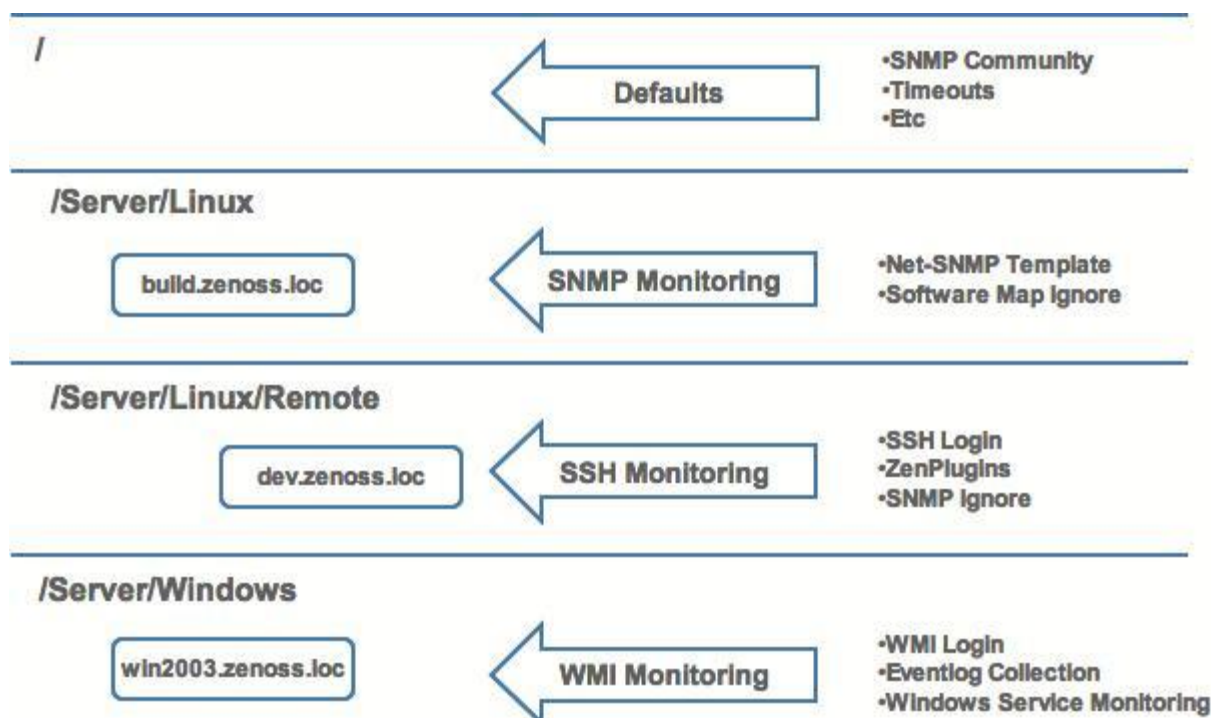 /
Defaults
•SNMP Community
•Timeouts
•Etc
/Server/Linux
build.zenoss.loc
SNMP Monitoring
•Net-SNMP Template
•Software Map Ignore
/Server/Linux/Remote
dev.zenoss.loc
SSH Monitoring
•SSH Login
•ZenPlugins
•SNMP Ignore
/Server/Windows
win2003.zenoss.loc
WMI Monitoring
•WMI Login
•Eventlog Collection
•Windows Service Monitoring